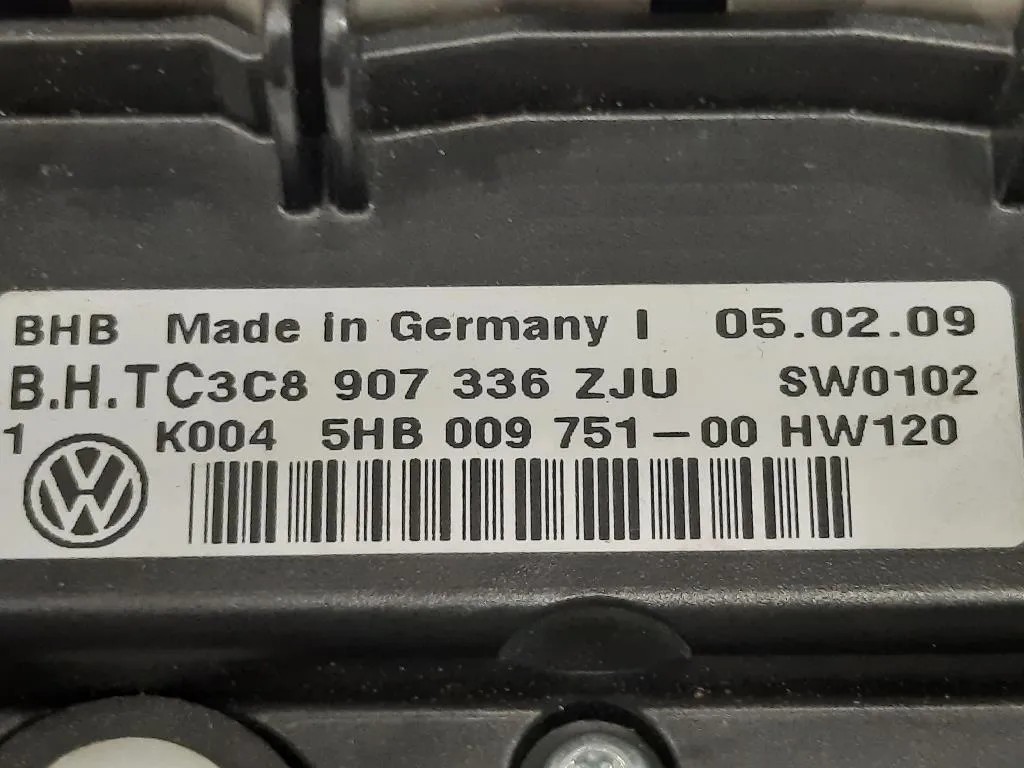 BHB Made in Germany I 05.02.09
B.H.TC3C8 907 336 ZJU SW0102
1 K004 5HB 009 751-00 HW120
VW